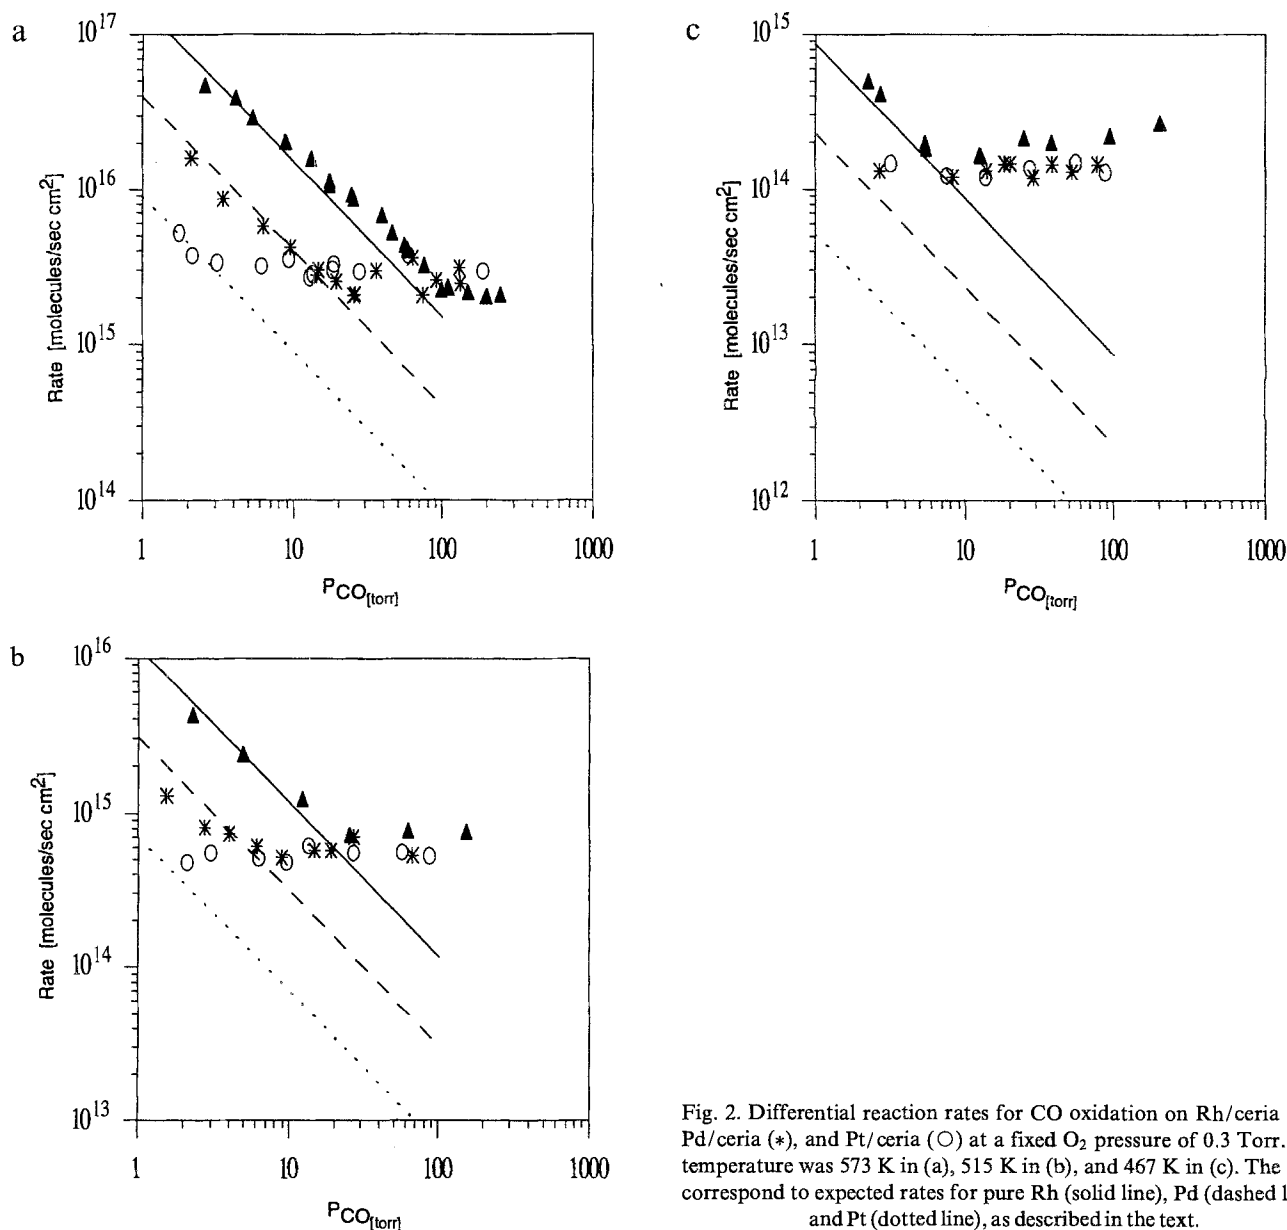 a
10^17
10^16
10^15
10^14
Rate [molecules/sec cm^2]
1 10 100 1000
P_CO[torr]
c
10^15
10^14
10^13
10^12
Rate [molecules/sec cm^2]
1 10 100 1000
P_CO[torr]
b
10^16
10^15
10^14
10^13
Rate [molecules/sec cm^2]
1 10 100 1000
P_CO[torr]
Fig. 2. Differential reaction rates for CO oxidation on Rh/ceria
Pd/ceria (*), and Pt/ceria (○) at a fixed O₂ pressure of 0.3 Torr.
temperature was 573 K in (a), 515 K in (b), and 467 K in (c). The
correspond to expected rates for pure Rh (solid line), Pd (dashed l
and Pt (dotted line), as described in the text.